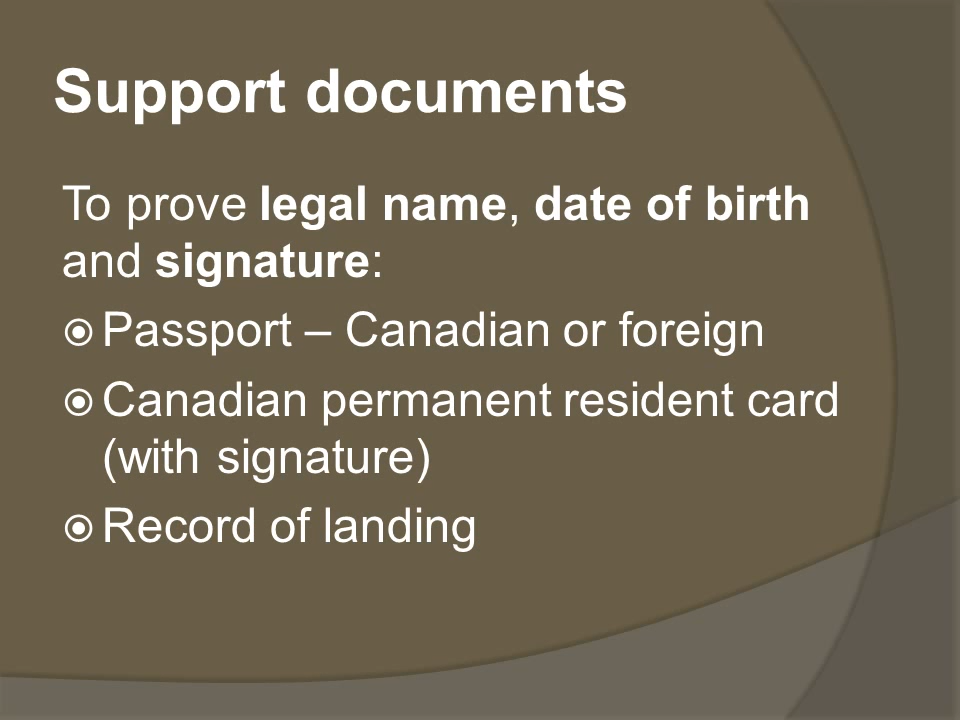 Support documents
To prove legal name, date of birth
and signature:
Passport – Canadian or foreign
Canadian permanent resident card
(with signature)
Record of landing